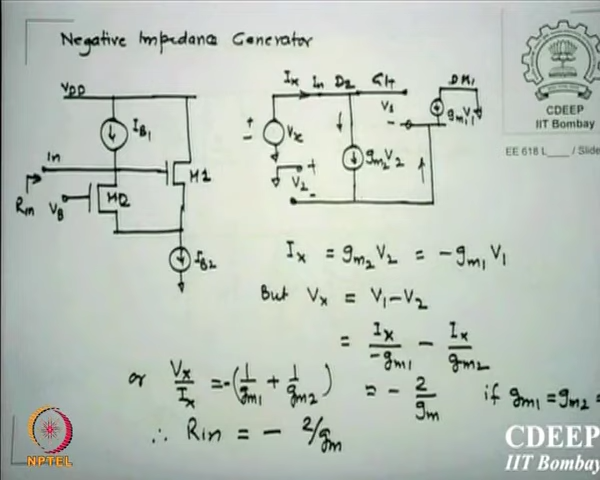 Negative Impedance Generator
VDD
IB1
In
M1
Rin
VB
M2
IB2
Ix In D2 G1
V1
DM1
gm1V1
+
-
Vx
gm2V2
+
V2
-
-
Ix = gm2 V2 = -gm1 V1
But Vx = V1 - V2
= Ix/-gm1 - Ix/gm2
or Vx/Ix = -(1/gm1 + 1/gm2) = - 2/gm if gm1 = gm2 =
∴ Rin = - 2/gm
CDEEP
IIT Bombay
EE 618 L___ / Slide
NPTEL
CDEEP
IIT Bombay